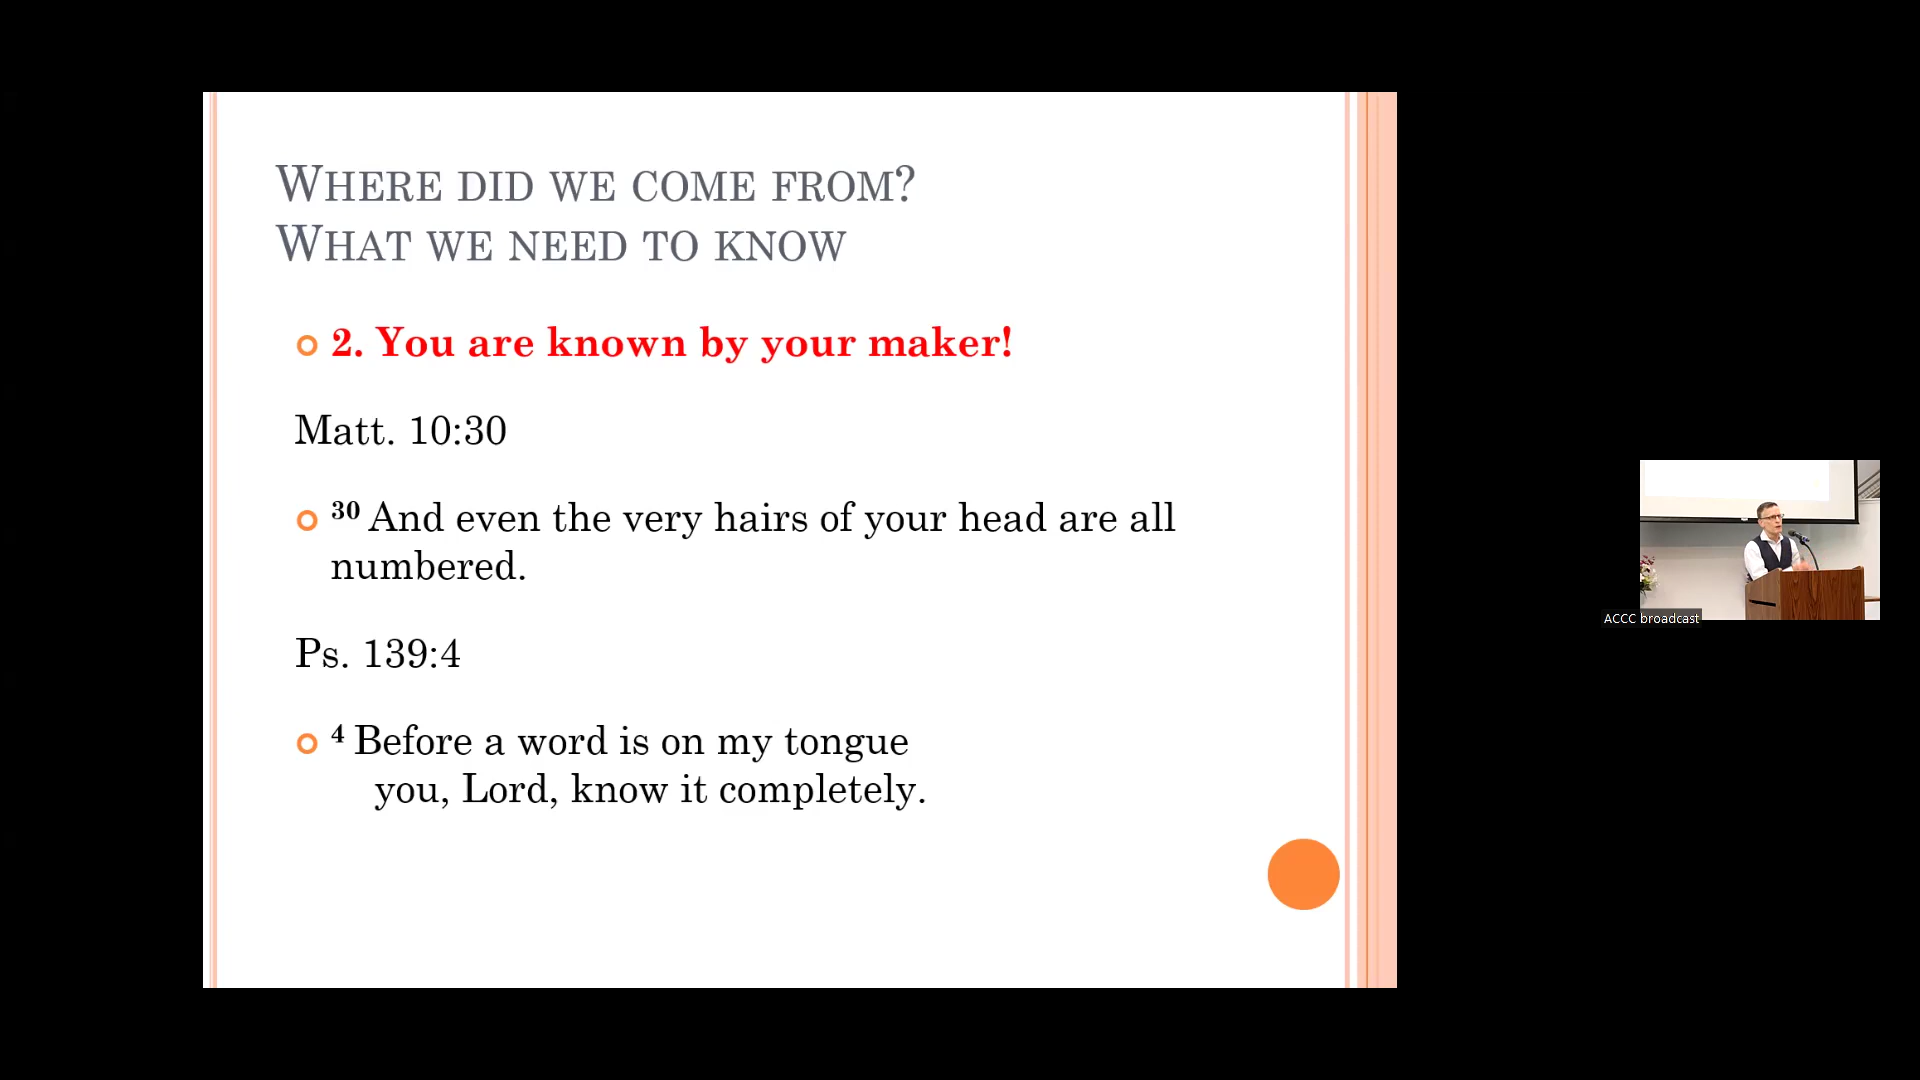 WHERE DID WE COME FROM?
WHAT WE NEED TO KNOW
2. You are known by your maker!
Matt. 10:30
30 And even the very hairs of your head are all
numbered.
Ps. 139:4
4 Before a word is on my tongue
you, Lord, know it completely.
ACCC broadcast